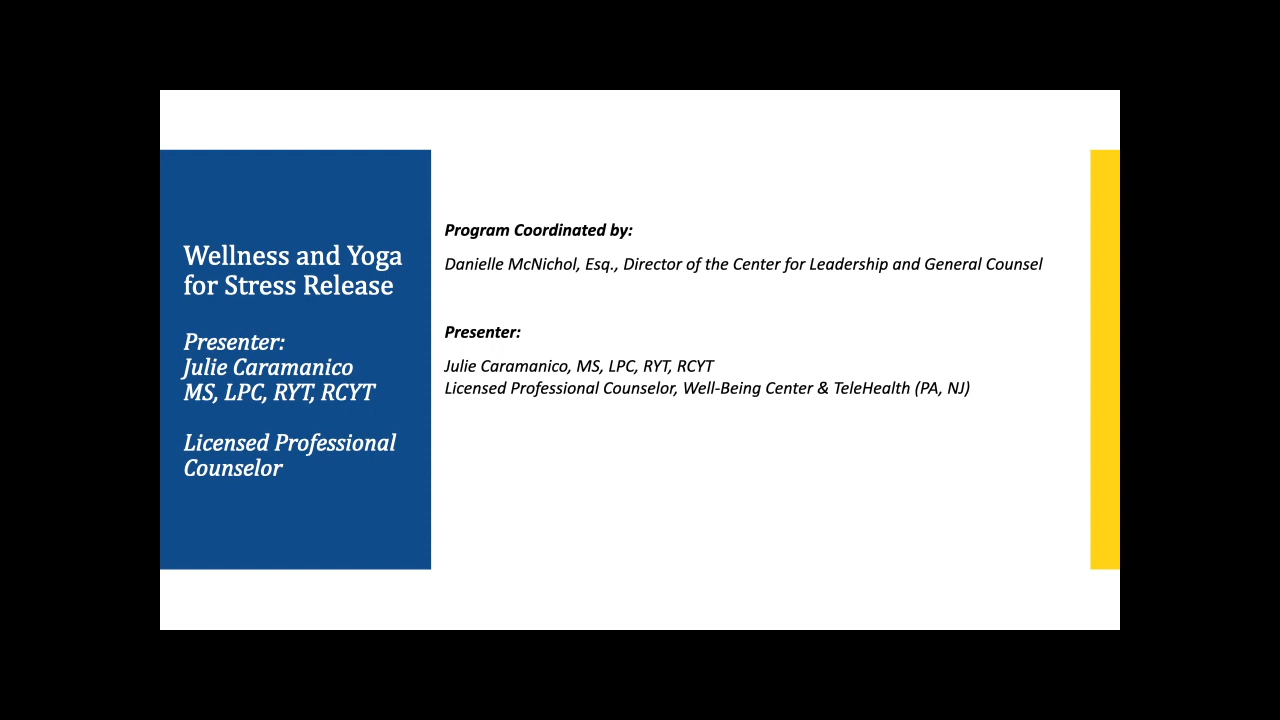 Wellness and Yoga
for Stress Release
Presenter:
Julie Caramanico
MS, LPC, RYT, RCYT
Licensed Professional
Counselor
Program Coordinated by:
Danielle McNichol, Esq., Director of the Center for Leadership and General Counsel
Presenter:
Julie Caramanico, MS, LPC, RYT, RCYT
Licensed Professional Counselor, Well-Being Center & TeleHealth (PA, NJ)